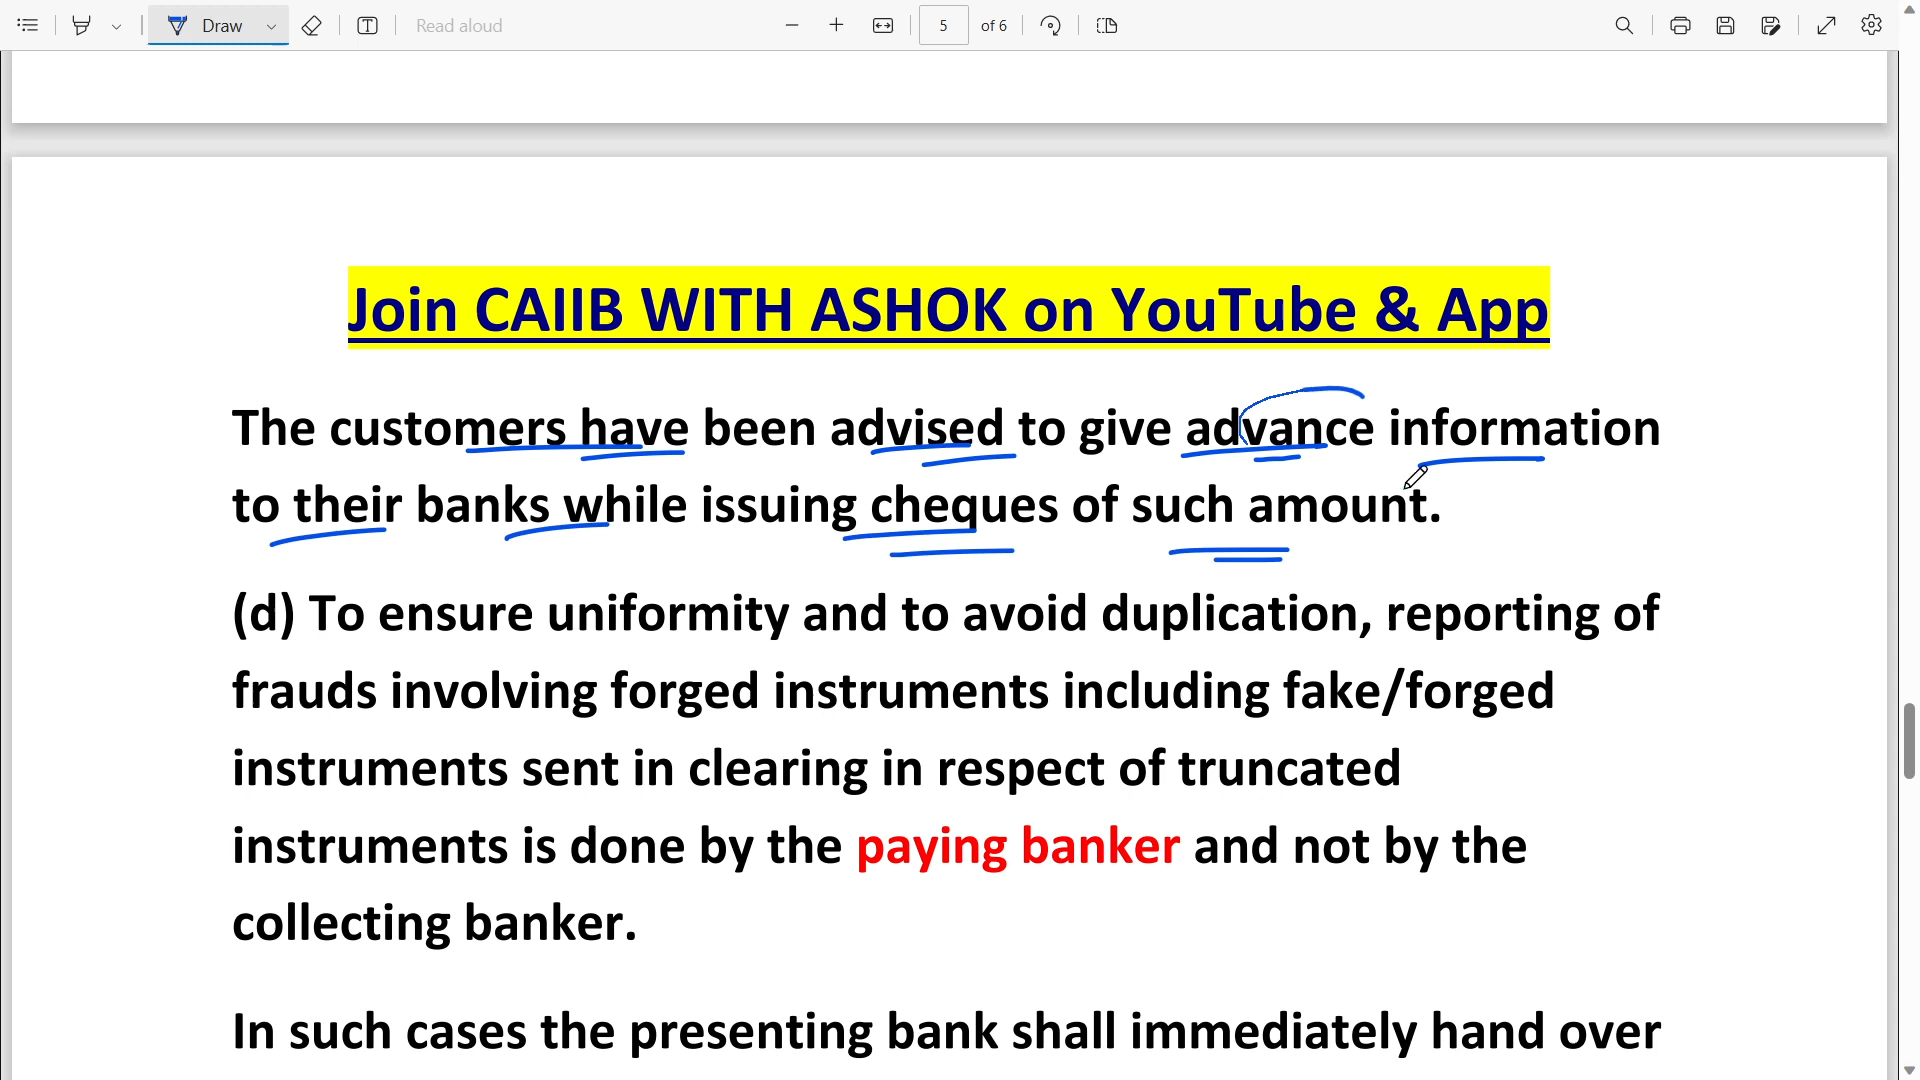 Draw
Read aloud
5 of 6
Join CAIIB WITH ASHOK on YouTube & App
The customers have been advised to give advance information
to their banks while issuing cheques of such amount.
(d) To ensure uniformity and to avoid duplication, reporting of
frauds involving forged instruments including fake/forged
instruments sent in clearing in respect of truncated
instruments is done by the paying banker and not by the
collecting banker.
In such cases the presenting bank shall immediately hand over